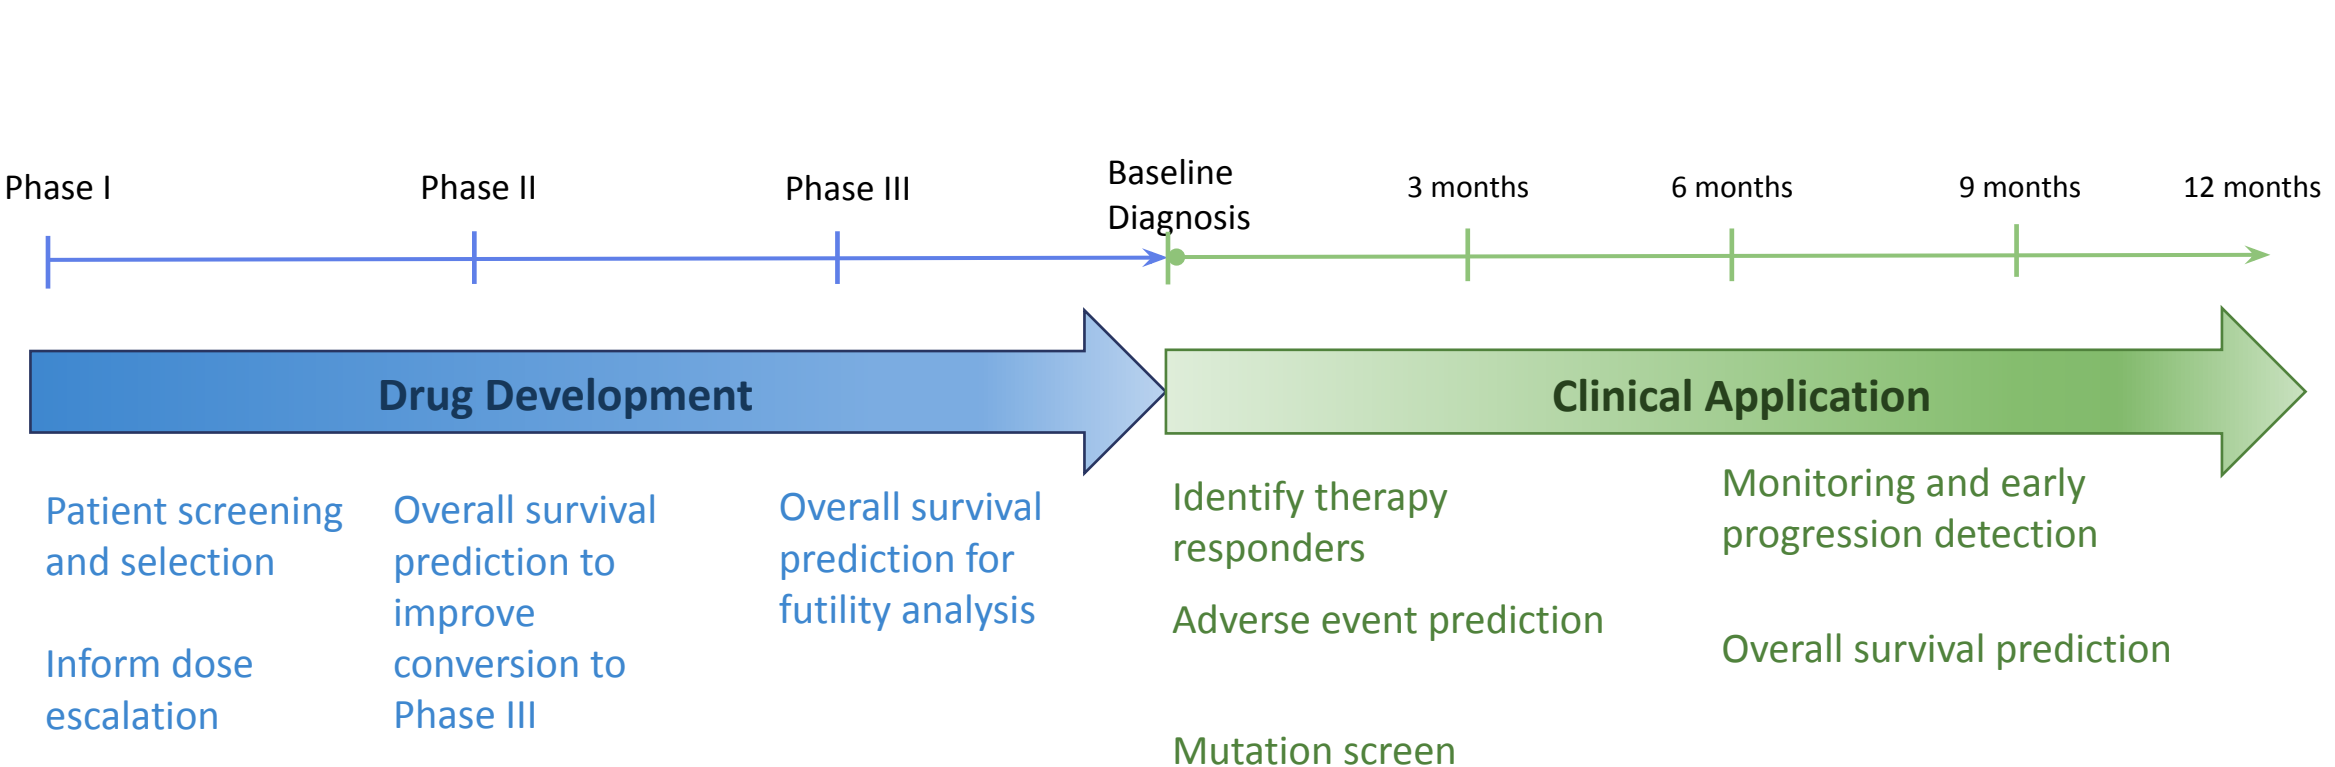 Phase I
Phase II
Phase III
Baseline
Diagnosis
3 months
6 months
9 months
12 months
Drug Development
Clinical Application
Patient screening
and selection
Inform dose
escalation
Overall survival
prediction to
improve
conversion to
Phase III
Overall survival
prediction for
futility analysis
Identify therapy
responders
Adverse event prediction
Mutation screen
Monitoring and early
progression detection
Overall survival prediction